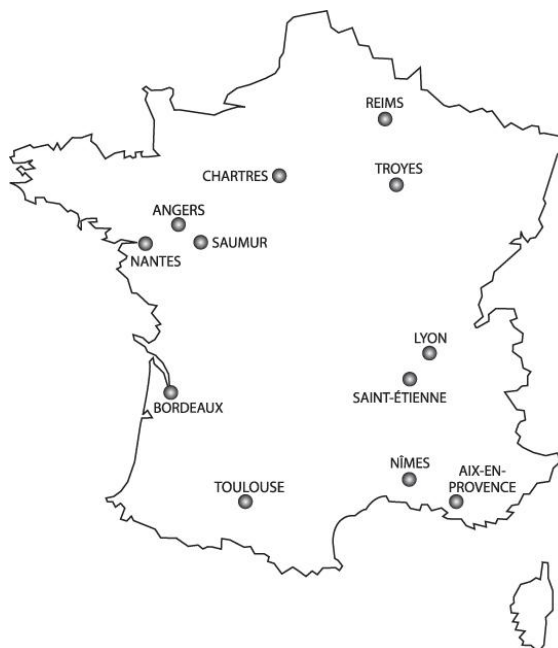 REIMS
CHARTRES
TROYES
ANGERS
SAUMUR
NANTES
LYON
SAINT-ÉTIENNE
BORDEAUX
NÎMES
AIX-EN-
PROVENCE
TOULOUSE